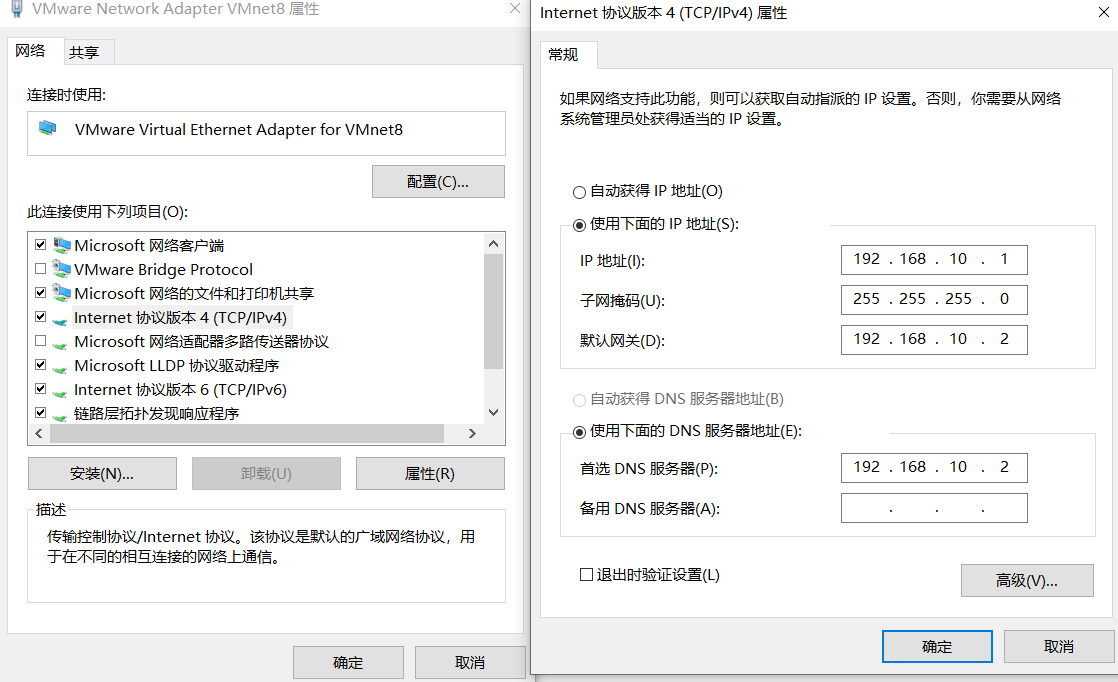 VMware Network Adapter VMnet8 属性
网络
共享
连接时使用:
VMware Virtual Ethernet Adapter for VMnet8
配置(C)...
此连接使用下列项目(O):
Microsoft 网络客户端
VMware Bridge Protocol
Microsoft 网络的文件和打印机共享
Internet 协议版本 4 (TCP/IPv4)
Microsoft 网络适配器多路传送器协议
Microsoft LLDP 协议驱动程序
Internet 协议版本 6 (TCP/IPv6)
链路层拓扑发现响应程序
安装(N)...
卸载(U)
属性(R)
描述
传输控制协议/Internet 协议。该协议是默认的广域网络协议，用
于在不同的相互连接的网络上通信。
确定
取消
Internet 协议版本 4 (TCP/IPv4) 属性
常规
如果网络支持此功能，则可以获取自动指派的 IP 设置。否则，你需要从网络
系统管理员处获得适当的 IP 设置。
自动获得 IP 地址(O)
使用下面的 IP 地址(S):
IP 地址(I):
192 . 168 . 10 . 1
子网掩码(U):
255 . 255 . 255 . 0
默认网关(D):
192 . 168 . 10 . 2
自动获得 DNS 服务器地址(B)
使用下面的 DNS 服务器地址(E):
首选 DNS 服务器(P):
192 . 168 . 10 . 2
备用 DNS 服务器(A):
. . .
退出时验证设置(L)
高级(V)...
确定
取消